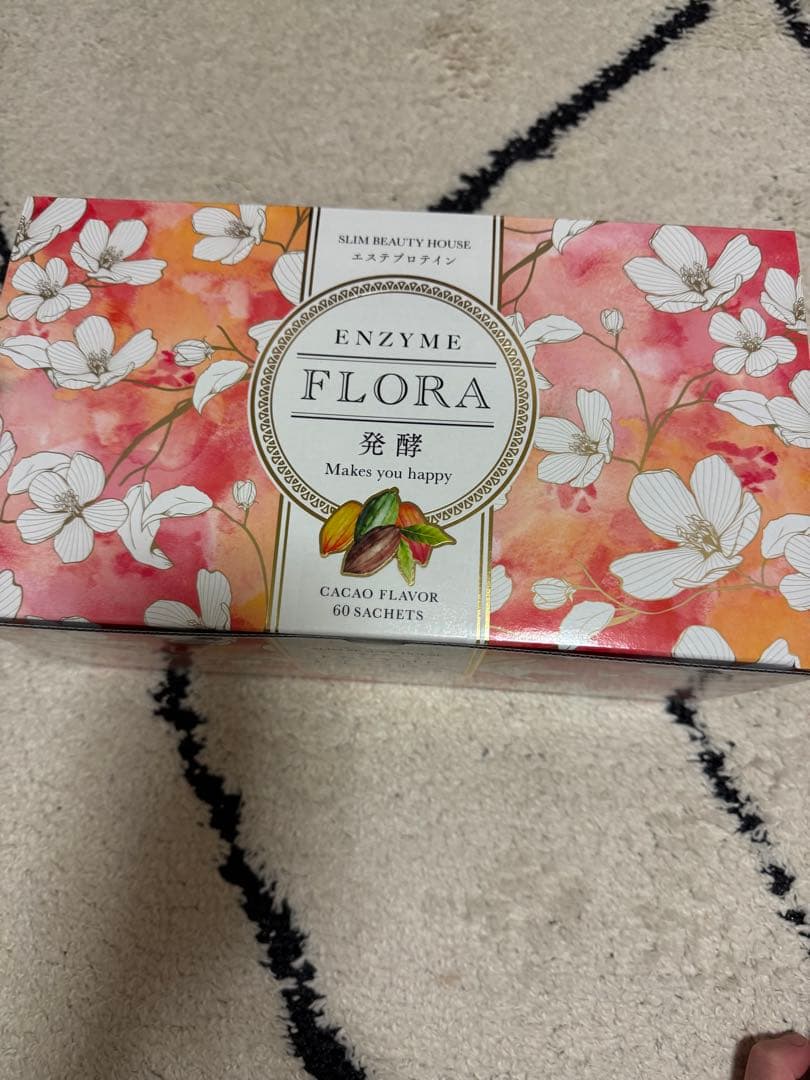 SLIM BEAUTY HOUSE
エステプロテイン
ENZYME
FLORA
発酵
Makes you happy
CACAO FLAVOR
60 SACHETS